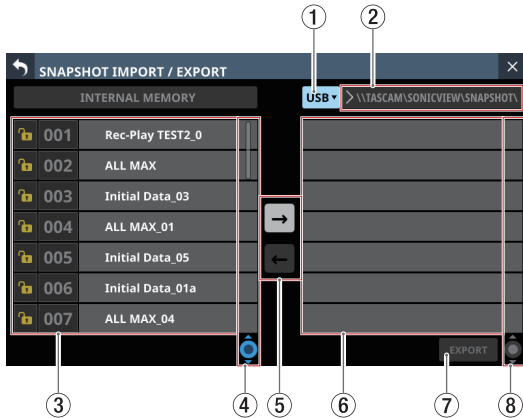 ① ②
SNAPSHOT IMPORT / EXPORT ×
INTERNAL MEMORY USB▼ >\\TASCAM\SONICVIEW\SNAPSHOT\
001 Rec-Play TEST2_0
002 ALL MAX
003 Initial Data_03
004 ALL MAX_01
→
005 Initial Data_05
←
006 Initial Data_01a
007 ALL MAX_04
EXPORT
③ ④ ⑤ ⑥ ⑦ ⑧